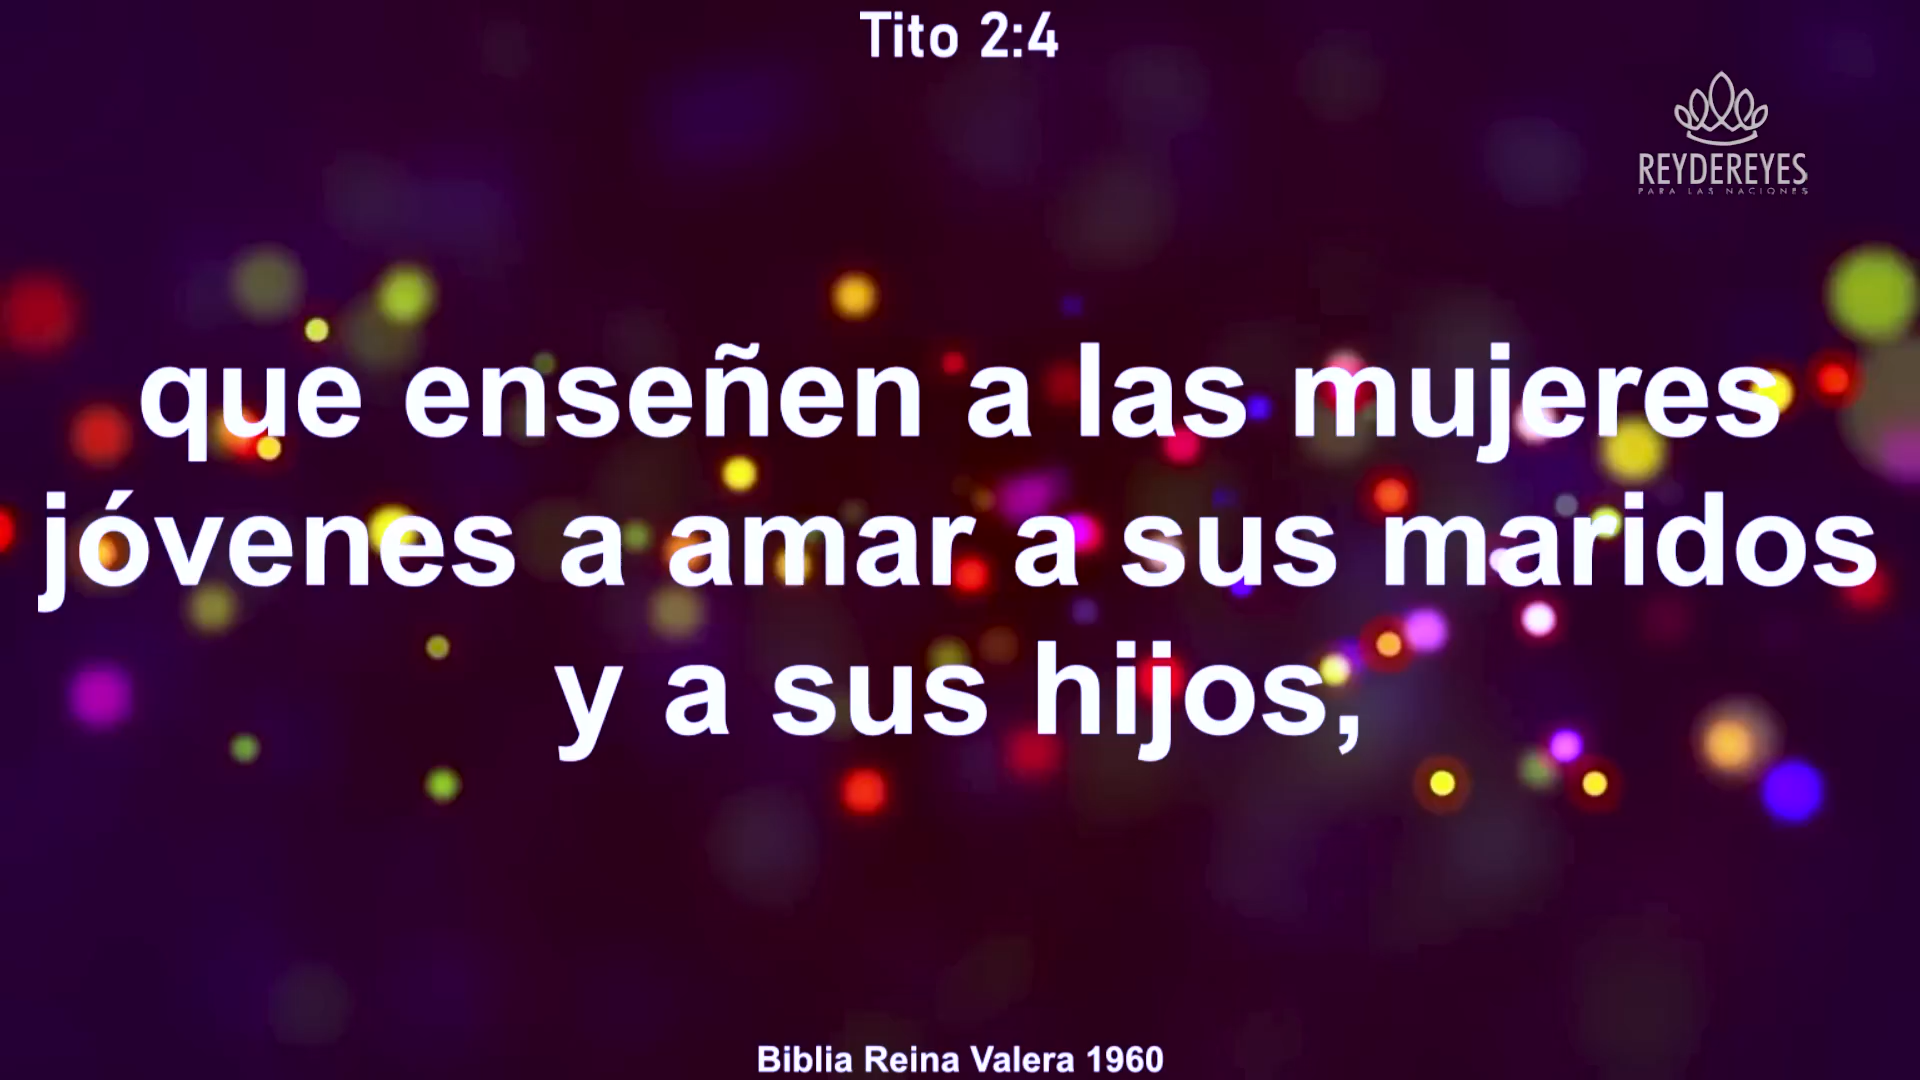 Tito 2:4
REYDEREYES
PARA LAS NACIONES
que enseñen a las mujeres
jóvenes a amar a sus maridos
y a sus hijos,
Biblia Reina Valera 1960